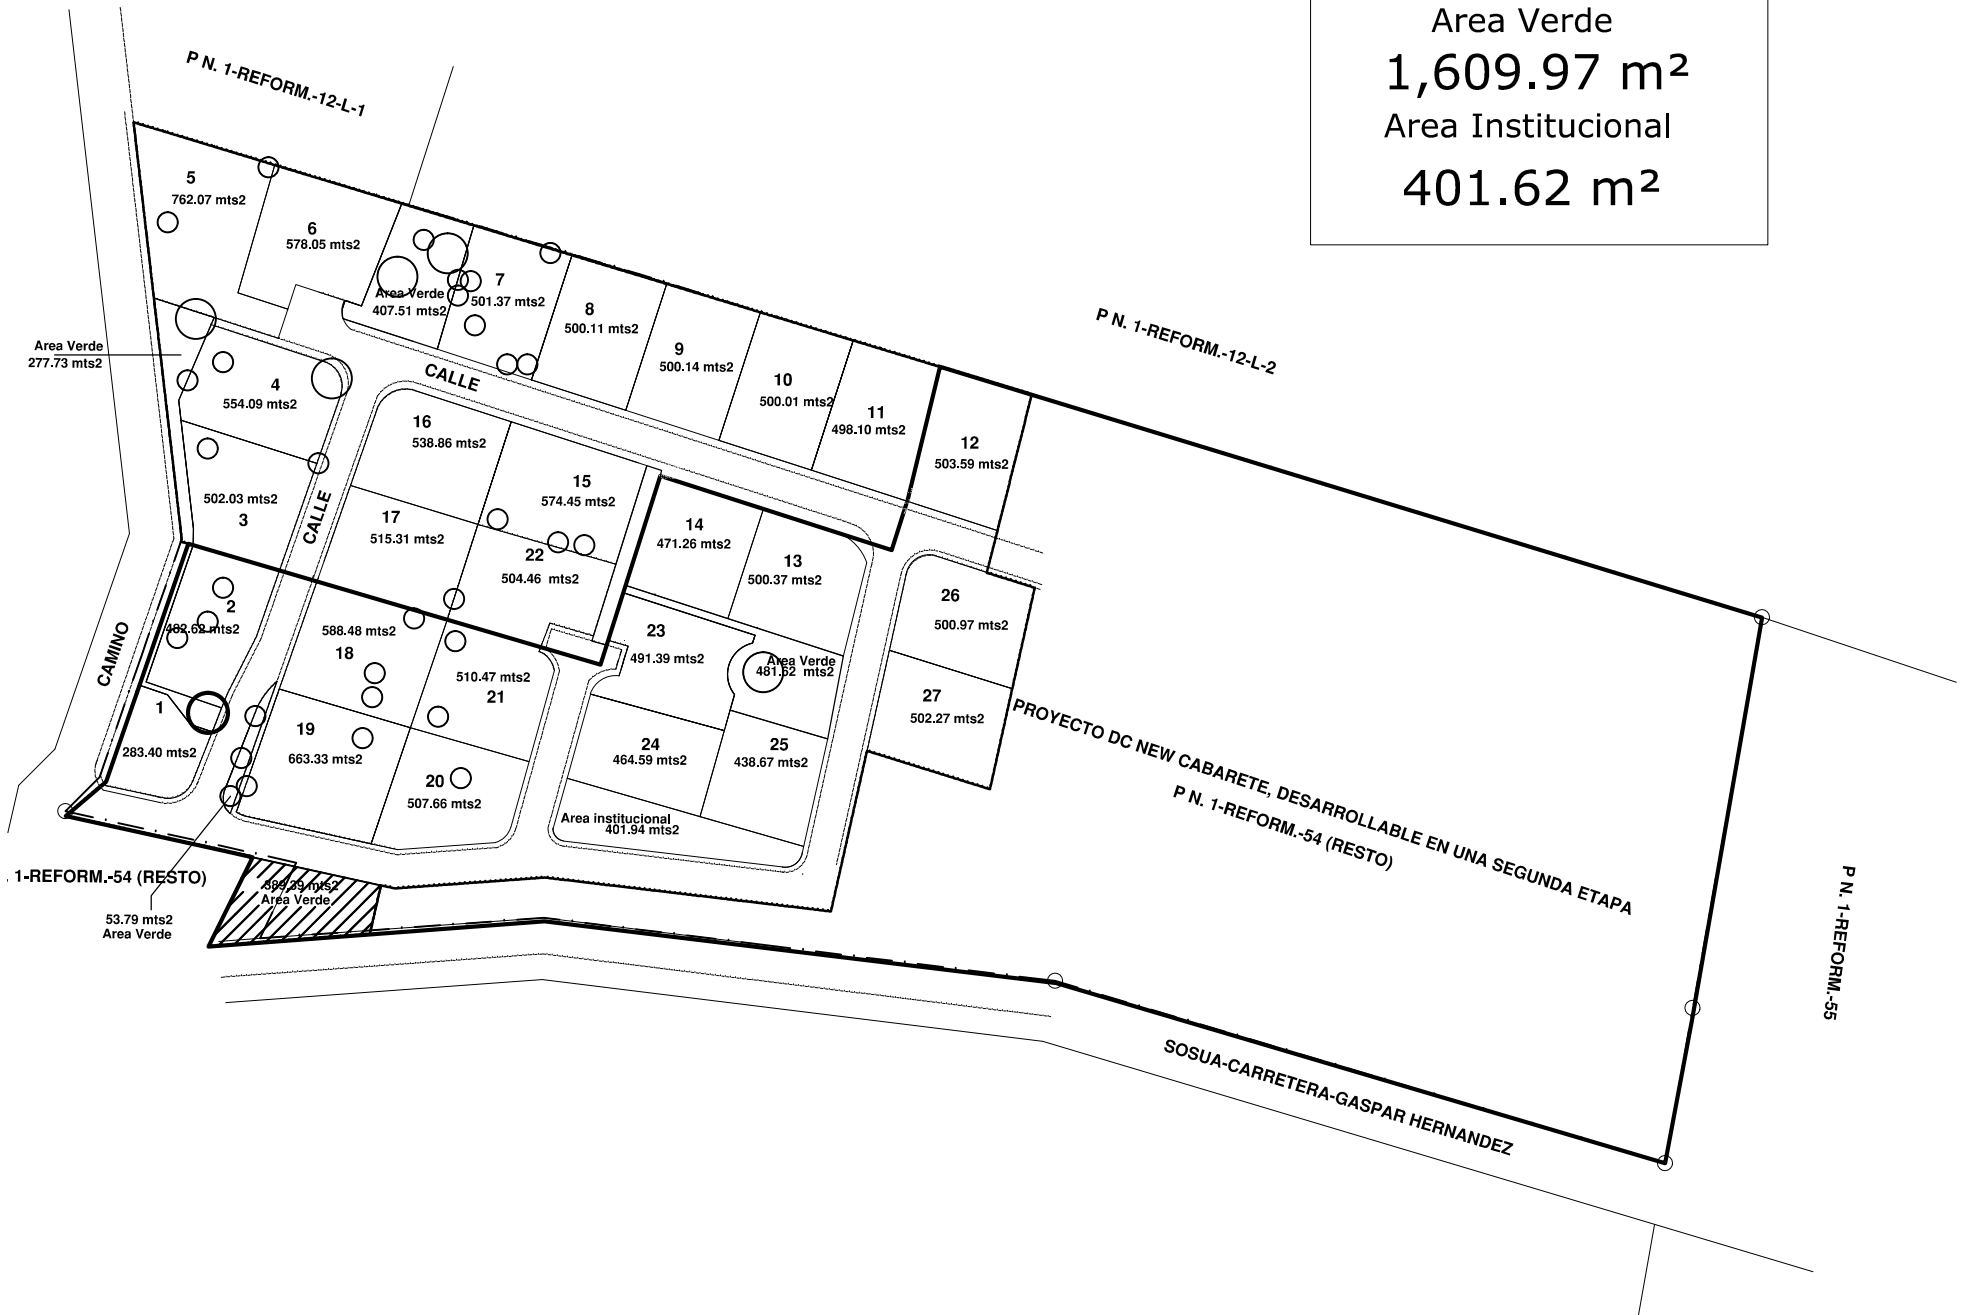 Area Verde
1,609.97 m²
Area Institucional
401.62 m²
P N. 1-REFORM.-12-L-1
5
762.07 mts2
6
578.05 mts2
Area Verde
407.51 mts2
7
501.37 mts2
8
500.11 mts2
9
500.14 mts2
10
500.01 mts2
11
498.10 mts2
12
503.59 mts2
P N. 1-REFORM.-12-L-2
Area Verde
277.73 mts2
4
554.09 mts2
CALLE
16
538.86 mts2
15
574.45 mts2
502.03 mts2
3
CALLE
17
515.31 mts2
22
504.46 mts2
14
471.26 mts2
13
500.37 mts2
26
500.97 mts2
2
482.62 mts2
CAMINO
588.48 mts2
18
510.47 mts2
21
23
491.39 mts2
Area Verde
481.62 mts2
27
502.27 mts2
1
283.40 mts2
19
663.33 mts2
20
507.66 mts2
24
464.59 mts2
25
438.67 mts2
Area institucional
401.94 mts2
PROYECTO DC NEW CABARETE, DESARROLLABLE EN UNA SEGUNDA ETAPA
P N. 1-REFORM.-54 (RESTO)
. 1-REFORM.-54 (RESTO)
389.39 mts2
Area Verde
53.79 mts2
Area Verde
P N. 1-REFORM.-55
SOSUA-CARRETERA-GASPAR HERNANDEZ